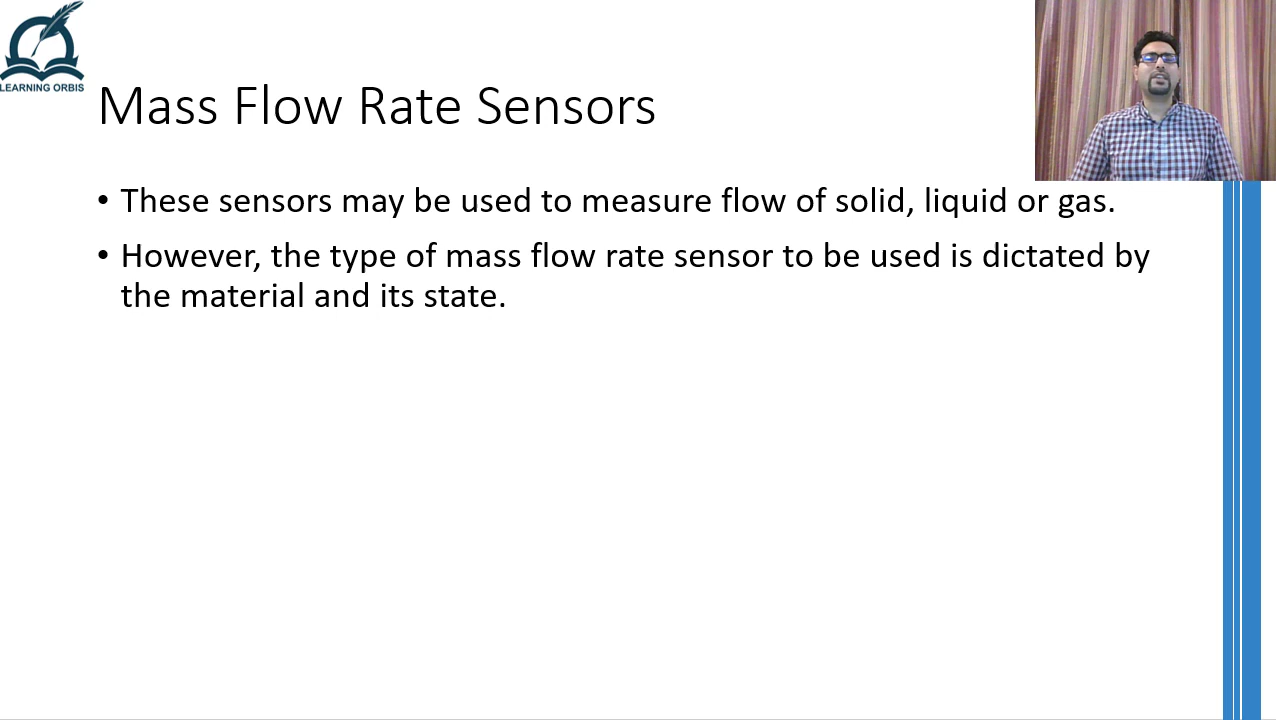 LEARNING ORBIS
Mass Flow Rate Sensors
• These sensors may be used to measure flow of solid, liquid or gas.
• However, the type of mass flow rate sensor to be used is dictated by
the material and its state.